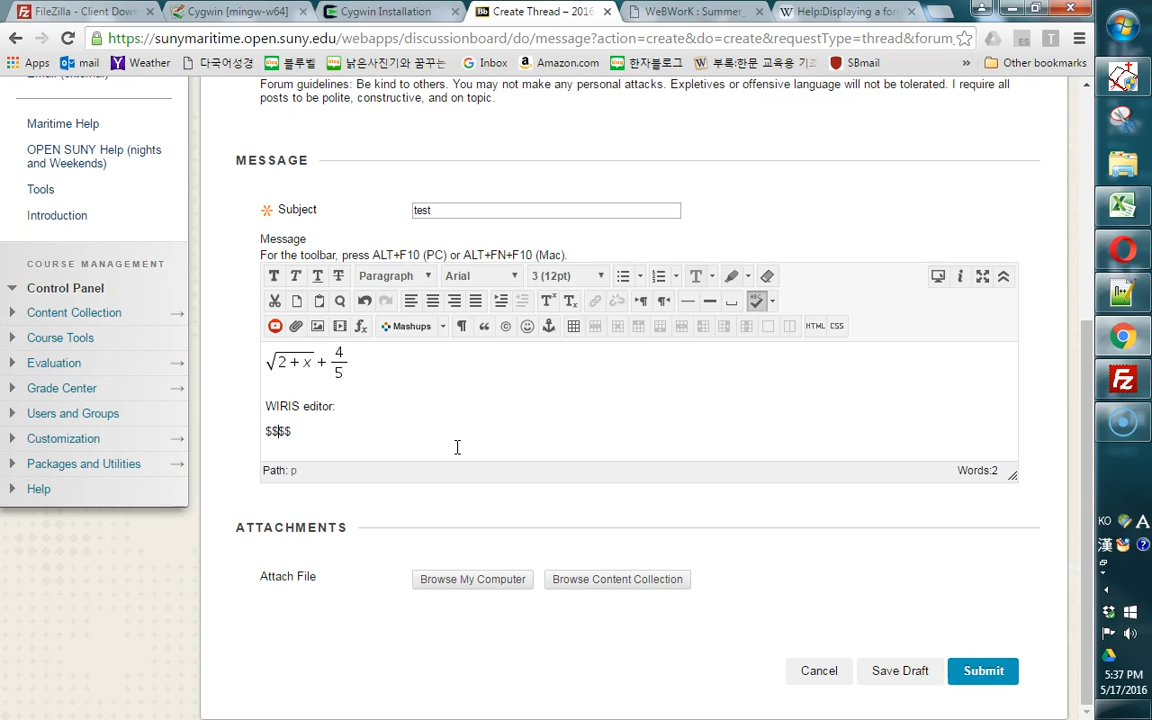 FileZilla - Client Down
Cygwin [mingw-w64]
Cygwin Installation
Create Thread – 2016
WeBWorK : Summer
Help:Displaying a for
https://sunymaritime.open.suny.edu/webapps/discussionboard/do/message?action=create&do=create&requestType=thread&forum
Apps
mail
Weather
다국어성경
블루벨
낡은사진기와 꿈꾸는
Inbox
Amazon.com
한자블로그
부록:한문 교육용 기
SBmail
»
Other bookmarks
Forum guidelines: Be kind to others. You may not make any personal attacks. Expletives or offensive language will not be tolerated. I require all
posts to be polite, constructive, and on topic.
Maritime Help
OPEN SUNY Help (nights
and Weekends)
Tools
Introduction
COURSE MANAGEMENT
Control Panel
Content Collection
Course Tools
Evaluation
Grade Center
Users and Groups
Customization
Packages and Utilities
Help
MESSAGE
Subject
test
Message
For the toolbar, press ALT+F10 (PC) or ALT+FN+F10 (Mac).
T T T T Paragraph Arial 3 (12pt)
Mashups
HTML CSS
√2 + x + 4/5
WIRIS editor:
$$$$
Path: p
Words:2
ATTACHMENTS
Attach File
Browse My Computer
Browse Content Collection
Cancel
Save Draft
Submit
KO
A
漢
5:37 PM
5/17/2016